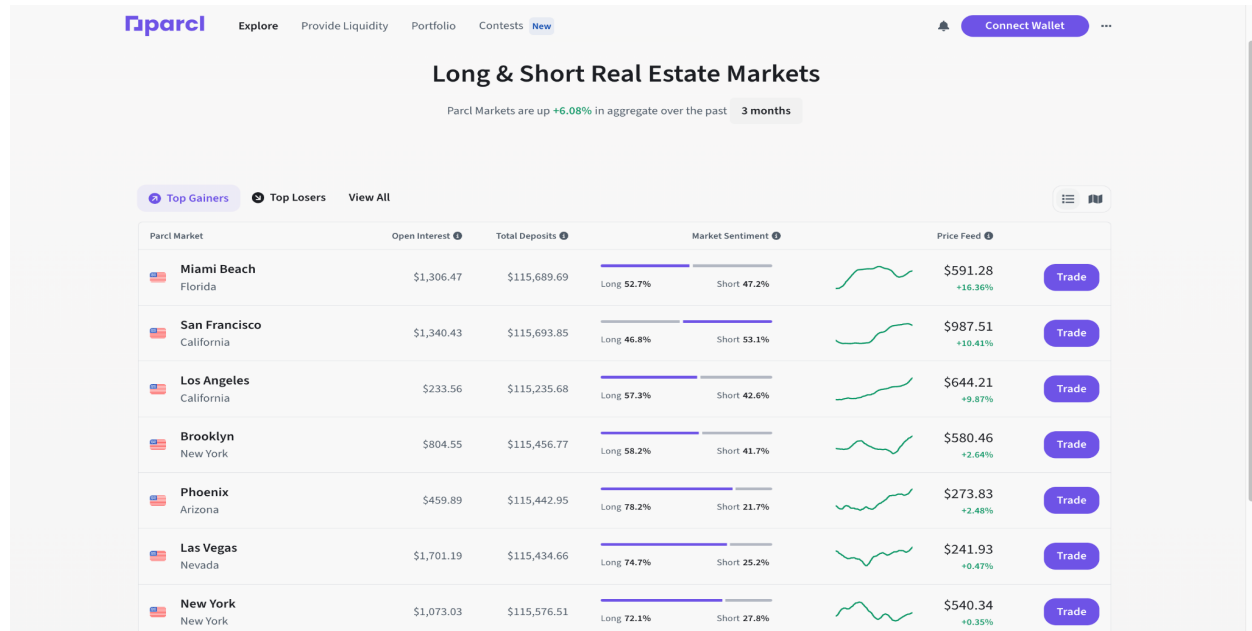 parcl Explore Provide Liquidity Portfolio Contests New Connect Wallet
Long & Short Real Estate Markets
Parcl Markets are up +6.08% in aggregate over the past 3 months
Top Gainers Top Losers View All
Parcl Market Open Interest Total Deposits Market Sentiment Price Feed
Miami Beach
Florida
$1,306.47 $115,689.69 Long 52.7% Short 47.2% $591.28 +16.36% Trade
San Francisco
California
$1,340.43 $115,693.85 Long 46.8% Short 53.1% $987.51 +10.41% Trade
Los Angeles
California
$233.56 $115,235.68 Long 57.3% Short 42.6% $644.21 +9.87% Trade
Brooklyn
New York
$804.55 $115,456.77 Long 58.2% Short 41.7% $580.46 +2.64% Trade
Phoenix
Arizona
$459.89 $115,442.95 Long 78.2% Short 21.7% $273.83 +2.48% Trade
Las Vegas
Nevada
$1,701.19 $115,434.66 Long 74.7% Short 25.2% $241.93 +0.47% Trade
New York
New York
$1,073.03 $115,576.51 Long 72.1% Short 27.8% $540.34 +0.35% Trade